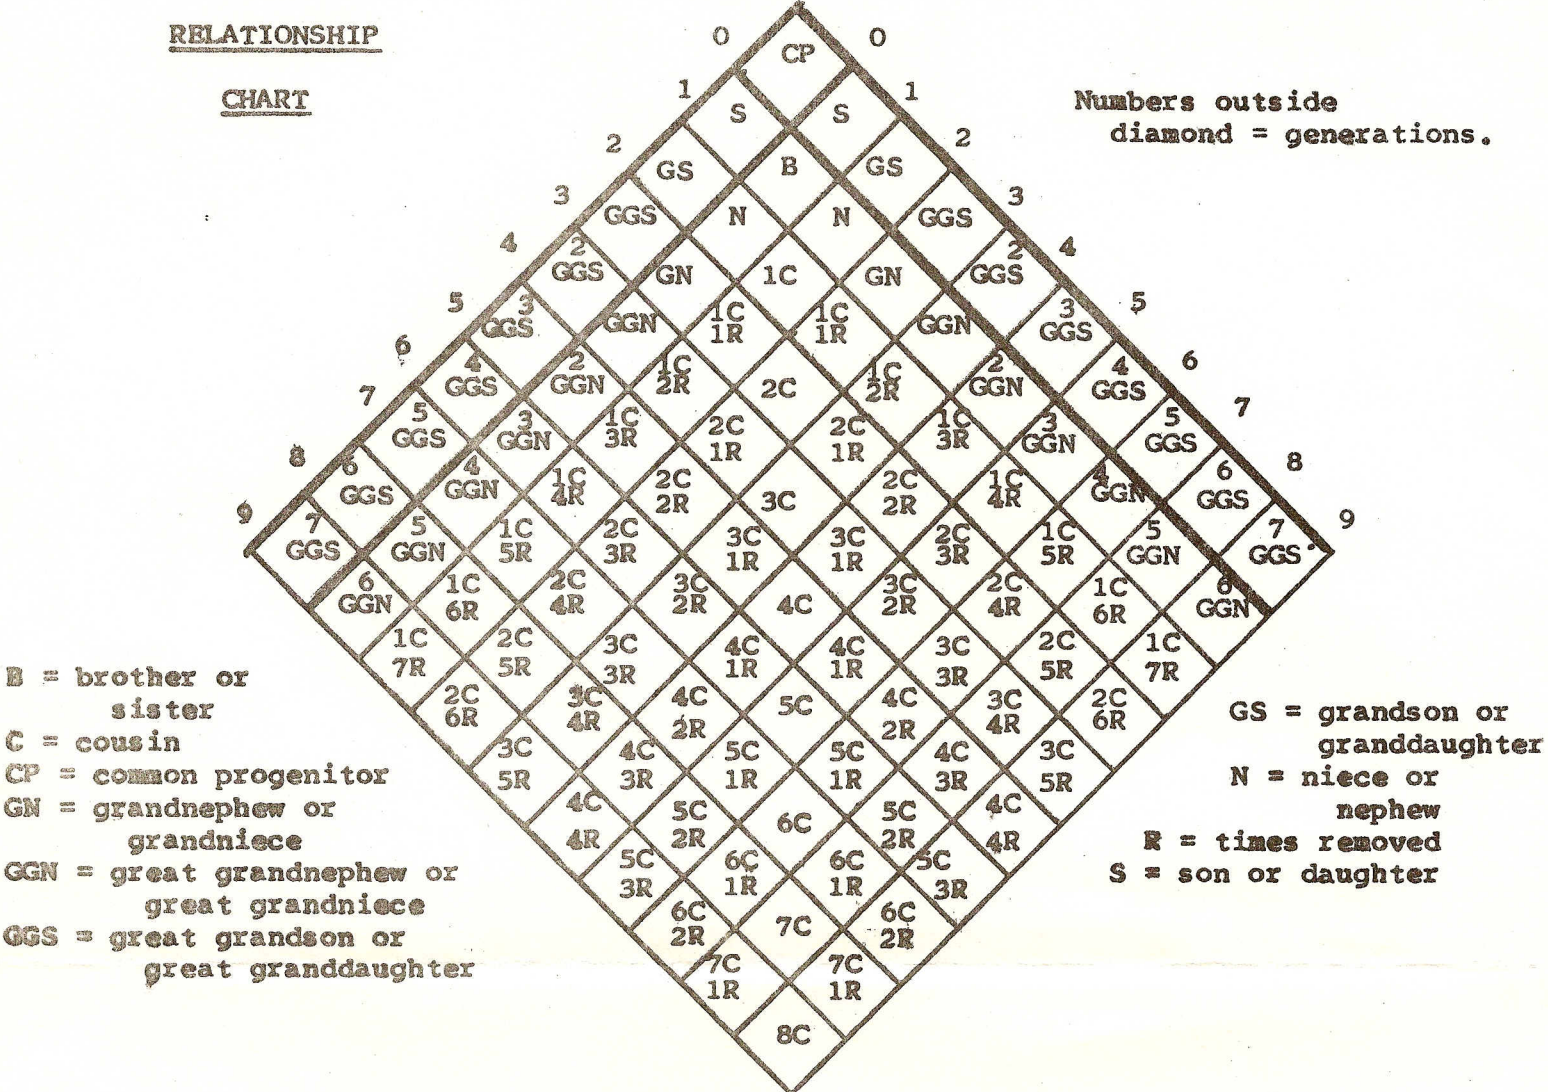 RELATIONSHIP
CHART
Numbers outside
diamond = generations.
0 0
CP
1 1
S S
2 2
GS B GS
3 3
GGS N N GGS
4 4
2 2
GGS GN 1C GN GGS
5 5
3 1C 1C 3
GGS GGN 1R 1R GGN GGS
6 6
4 2 1C 1C 2 4
GGS GGN 2R 2C 2R GGN GGS
7 7
5 3 1C 2C 2C 1C 3 5
GGS GGN 3R 1R 1R 3R GGN GGS
8 8
6 4 1C 2C 2C 1C 4 6
GGS GGN 4R 2R 3C 2R 4R GGN GGS
9 9
7 5 1C 2C 3C 3C 2C 1C 5 7
GGS GGN 5R 3R 1R 1R 3R 5R GGN GGS
6 1C 2C 3C 3C 2C 1C 6
GGN 6R 4R 2R 4C 2R 4R 6R GGN
1C 2C 3C 4C 4C 3C 2C 1C
7R 5R 3R 1R 1R 3R 5R 7R
2C 3C 4C 4C 3C 2C
6R 4R 2R 5C 2R 4R 6R
3C 4C 5C 5C 4C 3C
5R 3R 1R 1R 3R 5R
4C 5C 5C 4C
4R 2R 6C 2R 4R
5C 6C 6C 5C
3R 1R 1R 3R
6C 6C
2R 7C 2R
7C 7C
1R 1R
8C
B = brother or
sister
C = cousin
CP = common progenitor
GN = grandnephew or
grandniece
GGN = great grandnephew or
great grandniece
GGS = great grandson or
great granddaughter
GS = grandson or
granddaughter
N = niece or
nephew
R = times removed
S = son or daughter